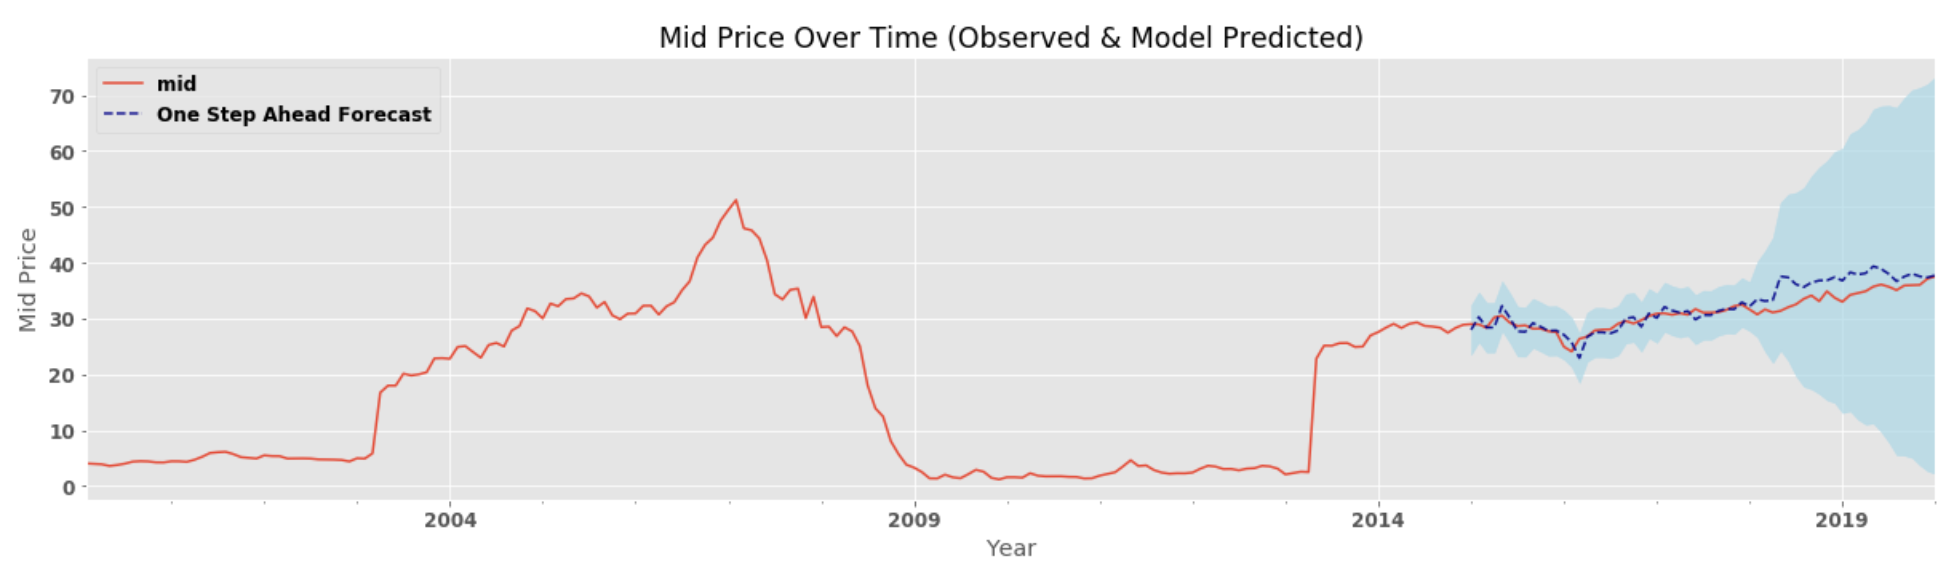 Mid Price Over Time (Observed & Model Predicted)
mid
One Step Ahead Forecast
70
60
50
40
30
20
10
0
Mid Price
2004 2009 2014 2019
Year